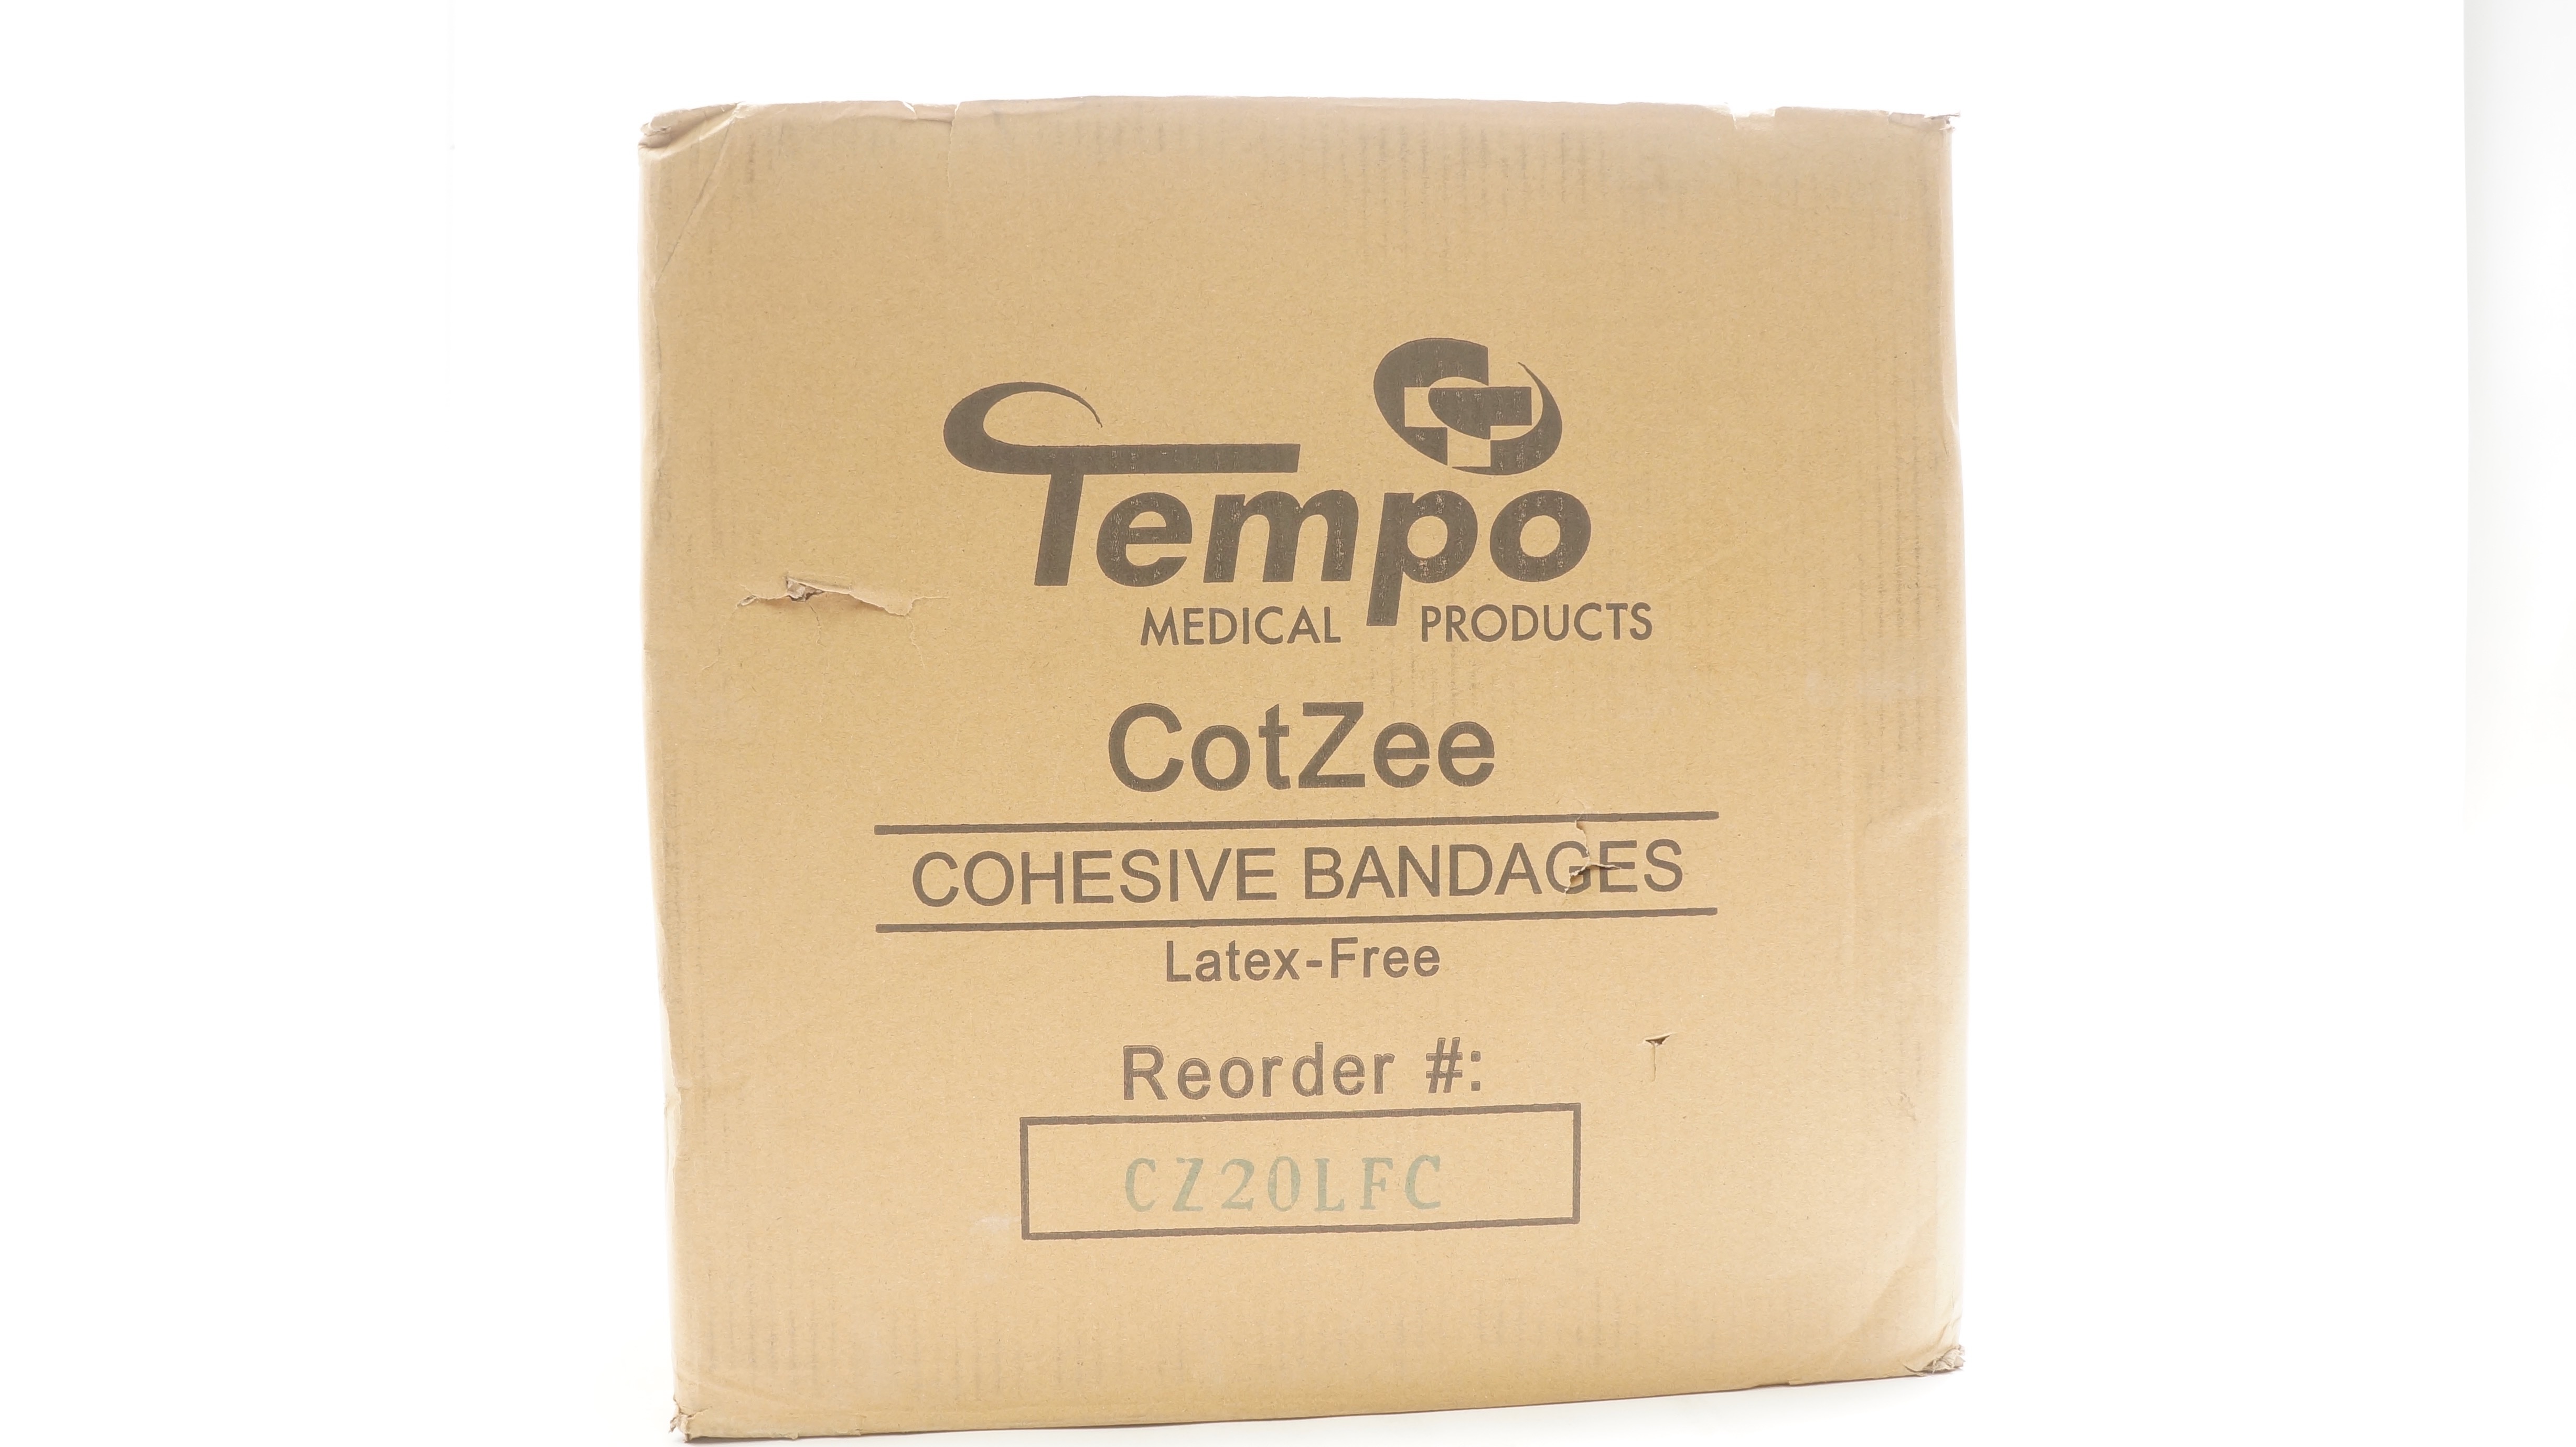 Tempo
MEDICAL PRODUCTS
CotZee
COHESIVE BANDAGES
Latex-Free
Reorder #:
CZ20LFC